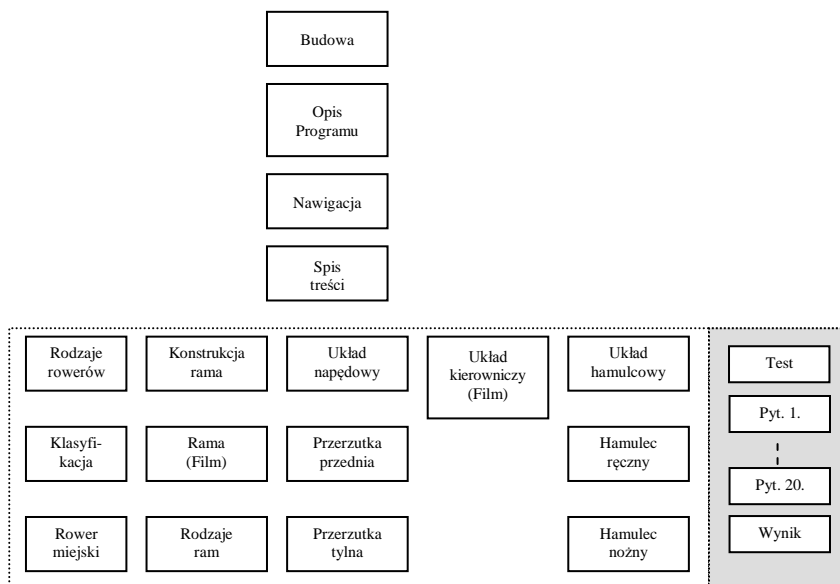 Budowa
Opis
Programu
Nawigacja
Spis
treści
Rodzaje
rowerów
Konstrukcja
rama
Układ
napędowy
Układ
kierowniczy
(Film)
Układ
hamulcowy
Test
Pyt. 1.
Klasyfi-
kacja
Rama
(Film)
Przerzutka
przednia
Hamulec
ręczny
Pyt. 20.
Rower
miejski
Rodzaje
ram
Przerzutka
tylna
Hamulec
nożny
Wynik